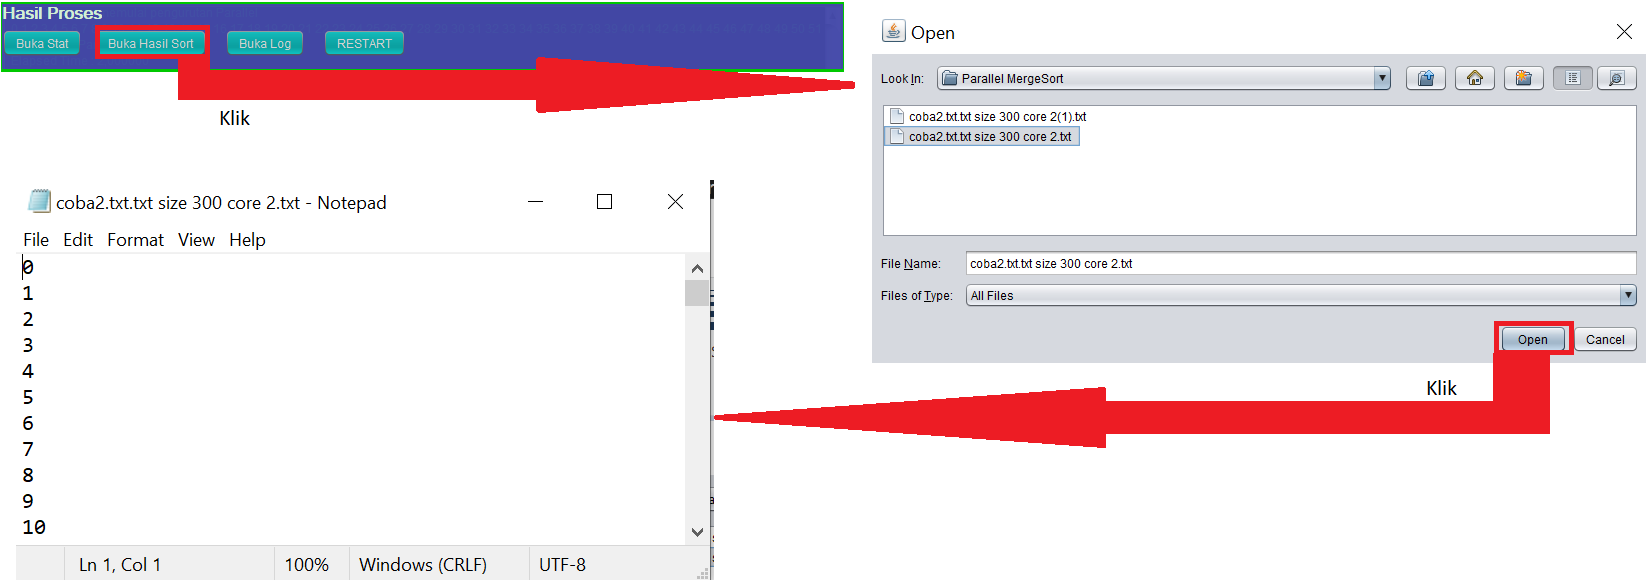 Hasil Proses
Buka Stat Buka Hasil Sort Buka Log RESTART
Klik
Open
Look In: Parallel MergeSort
coba2.txt.txt size 300 core 2(1).txt
coba2.txt.txt size 300 core 2.txt
File Name: coba2.txt.txt size 300 core 2.txt
Files of Type: All Files
Open Cancel
Klik
coba2.txt.txt size 300 core 2.txt - Notepad
File Edit Format View Help
0
1
2
3
4
5
6
7
8
9
10
Ln 1, Col 1 100% Windows (CRLF) UTF-8